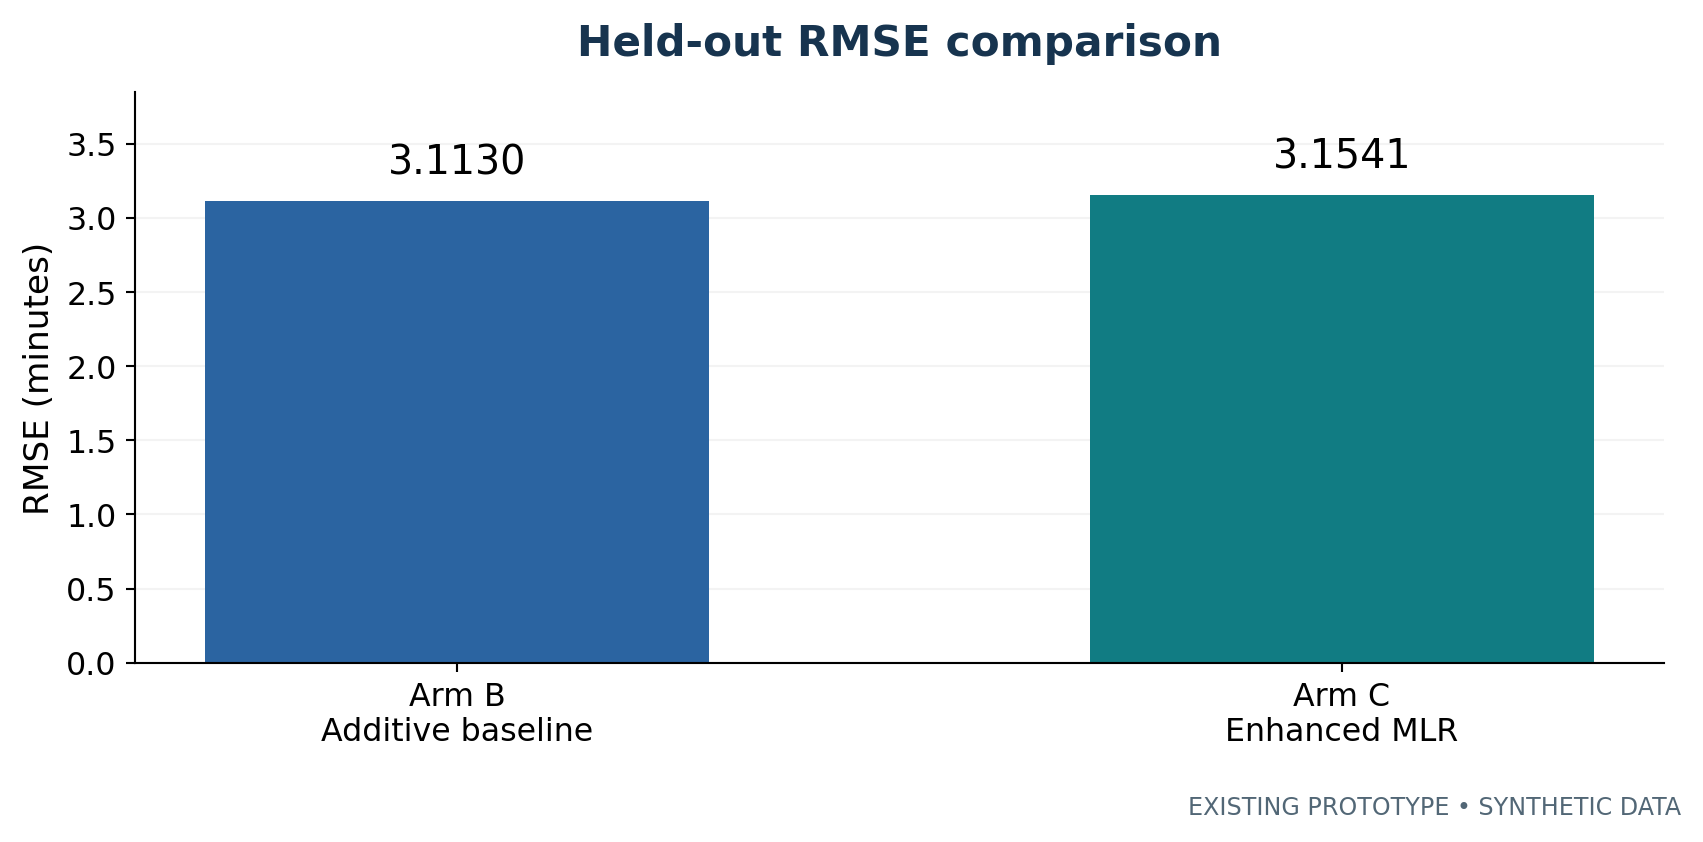 Held-out RMSE comparison
RMSE (minutes)
3.5
3.0
2.5
2.0
1.5
1.0
0.5
0.0
3.1130
3.1541
Arm B
Additive baseline
Arm C
Enhanced MLR
EXISTING PROTOTYPE • SYNTHETIC DATA